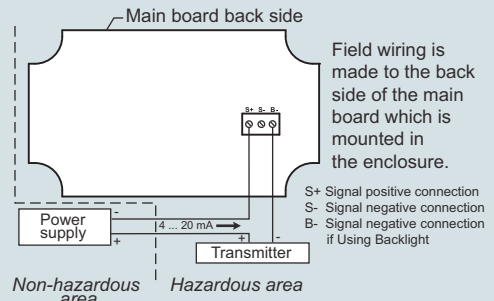 Main board back side
Field wiring is
made to the back
side of the main
board which is
mounted in
the enclosure.
S+ S- B-
S+ Signal positive connection
S- Signal negative connection
B- Signal negative connection
if Using Backlight
Power
supply
-
+
4 ... 20 mA
+ -
Transmitter
Non-hazardous
area
Hazardous area